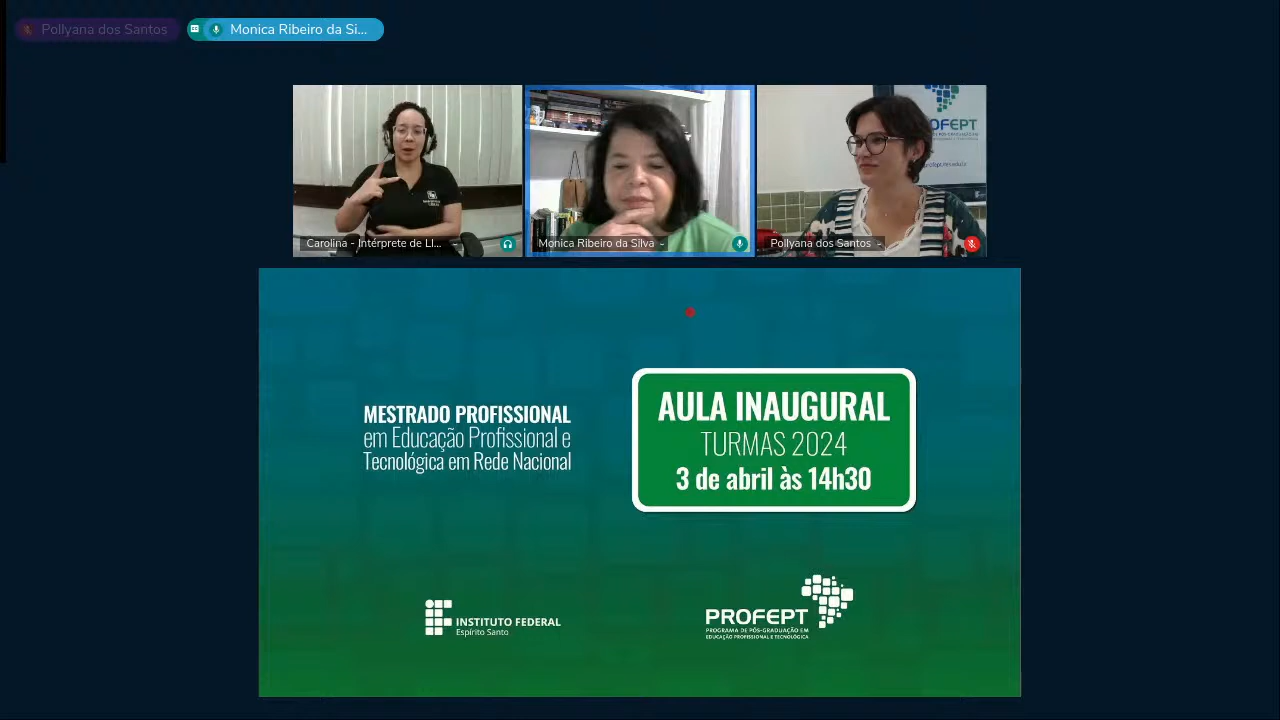 Pollyana dos Santos
Monica Ribeiro da Si...
OFEPT
Carolina - Intérprete de LI...
Monica Ribeiro da Silva
Pollyana dos Santos
MESTRADO PROFISSIONAL
em Educação Profissional e
Tecnológica em Rede Nacional
AULA INAUGURAL
TURMAS 2024
3 de abril às 14h30
INSTITUTO FEDERAL
Espírito Santo
PROFEPT
PROGRAMA DE PÓS-GRADUAÇÃO EM
EDUCAÇÃO PROFISSIONAL E TECNOLÓGICA